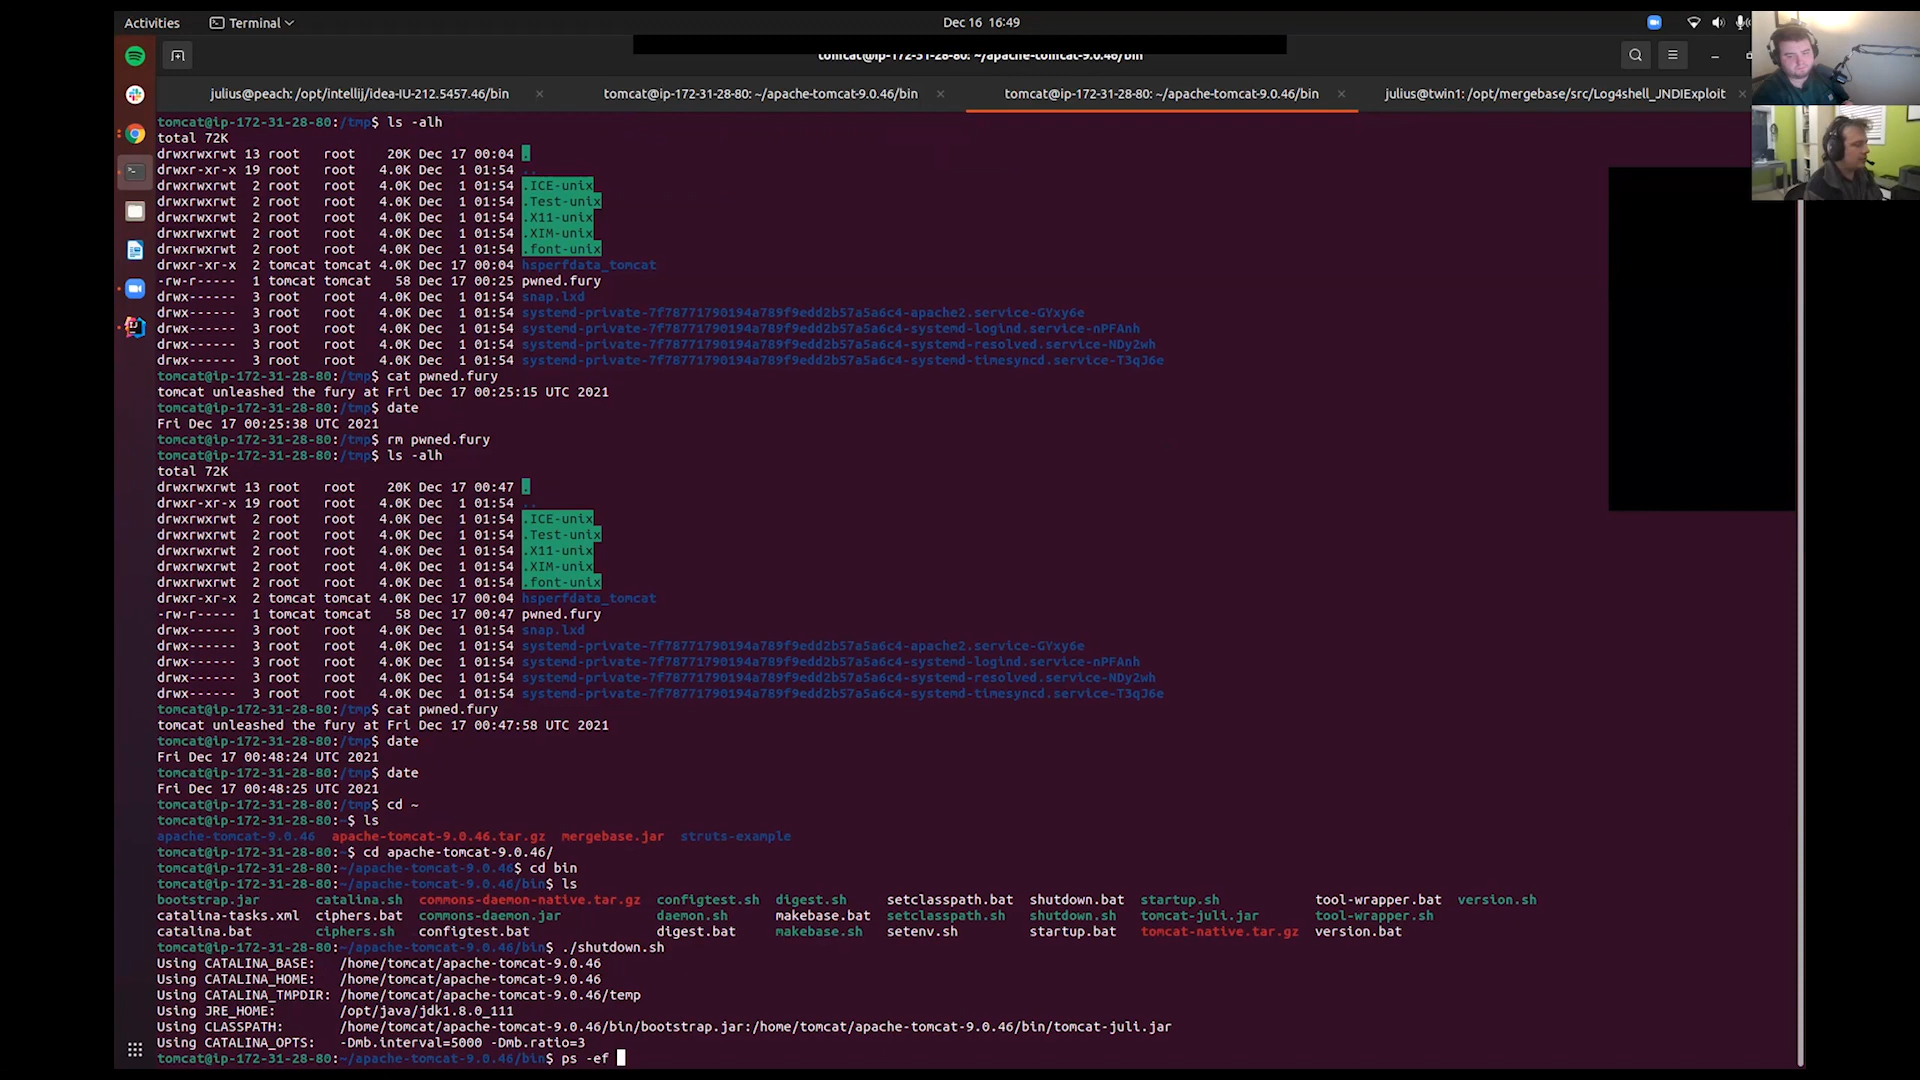 Activities Terminal Dec 16 16:49
tomcat@ip-172-31-28-80: ~/apache-tomcat-9.0.46/bin
julius@peach: /opt/intellij/idea-IU-212.5457.46/bin × tomcat@ip-172-31-28-80: ~/apache-tomcat-9.0.46/bin × tomcat@ip-172-31-28-80: ~/apache-tomcat-9.0.46/bin × julius@twin1: /opt/mergebase/src/Log4shell_JNDIExploit ×
tomcat@ip-172-31-28-80:/tmp$ ls -alh
total 72K
drwxrwxrwt 13 root   root    20K Dec 17 00:04 .
drwxr-xr-x 19 root   root   4.0K Dec  1 01:54 ..
drwxrwxrwt  2 root   root   4.0K Dec  1 01:54 .ICE-unix
drwxrwxrwt  2 root   root   4.0K Dec  1 01:54 .Test-unix
drwxrwxrwt  2 root   root   4.0K Dec  1 01:54 .X11-unix
drwxrwxrwt  2 root   root   4.0K Dec  1 01:54 .XIM-unix
drwxrwxrwt  2 root   root   4.0K Dec  1 01:54 .font-unix
drwxr-xr-x  2 tomcat tomcat 4.0K Dec 17 00:04 hsperfdata_tomcat
-rw-r-----  1 tomcat tomcat   58 Dec 17 00:25 pwned.fury
drwx------  3 root   root   4.0K Dec  1 01:54 snap.lxd
drwx------  3 root   root   4.0K Dec  1 01:54 systemd-private-7f78771790194a789f9edd2b57a5a6c4-apache2.service-GYxy6e
drwx------  3 root   root   4.0K Dec  1 01:54 systemd-private-7f78771790194a789f9edd2b57a5a6c4-systemd-logind.service-nPFAnh
drwx------  3 root   root   4.0K Dec  1 01:54 systemd-private-7f78771790194a789f9edd2b57a5a6c4-systemd-resolved.service-NDy2wh
drwx------  3 root   root   4.0K Dec  1 01:54 systemd-private-7f78771790194a789f9edd2b57a5a6c4-systemd-timesyncd.service-T3qJ6e
tomcat@ip-172-31-28-80:/tmp$ cat pwned.fury
tomcat unleashed the fury at Fri Dec 17 00:25:15 UTC 2021
tomcat@ip-172-31-28-80:/tmp$ date
Fri Dec 17 00:25:38 UTC 2021
tomcat@ip-172-31-28-80:/tmp$ rm pwned.fury
tomcat@ip-172-31-28-80:/tmp$ ls -alh
total 72K
drwxrwxrwt 13 root   root    20K Dec 17 00:47 .
drwxr-xr-x 19 root   root   4.0K Dec  1 01:54 ..
drwxrwxrwt  2 root   root   4.0K Dec  1 01:54 .ICE-unix
drwxrwxrwt  2 root   root   4.0K Dec  1 01:54 .Test-unix
drwxrwxrwt  2 root   root   4.0K Dec  1 01:54 .X11-unix
drwxrwxrwt  2 root   root   4.0K Dec  1 01:54 .XIM-unix
drwxrwxrwt  2 root   root   4.0K Dec  1 01:54 .font-unix
drwxr-xr-x  2 tomcat tomcat 4.0K Dec 17 00:04 hsperfdata_tomcat
-rw-r-----  1 tomcat tomcat   58 Dec 17 00:47 pwned.fury
drwx------  3 root   root   4.0K Dec  1 01:54 snap.lxd
drwx------  3 root   root   4.0K Dec  1 01:54 systemd-private-7f78771790194a789f9edd2b57a5a6c4-apache2.service-GYxy6e
drwx------  3 root   root   4.0K Dec  1 01:54 systemd-private-7f78771790194a789f9edd2b57a5a6c4-systemd-logind.service-nPFAnh
drwx------  3 root   root   4.0K Dec  1 01:54 systemd-private-7f78771790194a789f9edd2b57a5a6c4-systemd-resolved.service-NDy2wh
drwx------  3 root   root   4.0K Dec  1 01:54 systemd-private-7f78771790194a789f9edd2b57a5a6c4-systemd-timesyncd.service-T3qJ6e
tomcat@ip-172-31-28-80:/tmp$ cat pwned.fury
tomcat unleashed the fury at Fri Dec 17 00:47:58 UTC 2021
tomcat@ip-172-31-28-80:/tmp$ date
Fri Dec 17 00:48:24 UTC 2021
tomcat@ip-172-31-28-80:/tmp$ date
Fri Dec 17 00:48:25 UTC 2021
tomcat@ip-172-31-28-80:/tmp$ cd ~
tomcat@ip-172-31-28-80:~$ ls
apache-tomcat-9.0.46  apache-tomcat-9.0.46.tar.gz  mergebase.jar  struts-example
tomcat@ip-172-31-28-80:~$ cd apache-tomcat-9.0.46/
tomcat@ip-172-31-28-80:~/apache-tomcat-9.0.46$ cd bin
tomcat@ip-172-31-28-80:~/apache-tomcat-9.0.46/bin$ ls
bootstrap.jar  catalina.sh  commons-daemon-native.tar.gz  configtest.sh  digest.sh  setclasspath.bat  shutdown.bat  startup.sh  tool-wrapper.bat  version.sh
catalina-tasks.xml  ciphers.bat  commons-daemon.jar  daemon.sh  makebase.bat  setclasspath.sh  shutdown.sh  tomcat-juli.jar  tool-wrapper.sh
catalina.bat  ciphers.sh  configtest.bat  digest.bat  makebase.sh  setenv.sh  startup.bat  tomcat-native.tar.gz  version.bat
tomcat@ip-172-31-28-80:~/apache-tomcat-9.0.46/bin$ ./shutdown.sh
Using CATALINA_BASE:   /home/tomcat/apache-tomcat-9.0.46
Using CATALINA_HOME:   /home/tomcat/apache-tomcat-9.0.46
Using CATALINA_TMPDIR: /home/tomcat/apache-tomcat-9.0.46/temp
Using JRE_HOME:        /opt/java/jdk1.8.0_111
Using CLASSPATH:       /home/tomcat/apache-tomcat-9.0.46/bin/bootstrap.jar:/home/tomcat/apache-tomcat-9.0.46/bin/tomcat-juli.jar
Using CATALINA_OPTS:   -Dmb.interval=5000 -Dmb.ratio=3
tomcat@ip-172-31-28-80:~/apache-tomcat-9.0.46/bin$ ps -ef